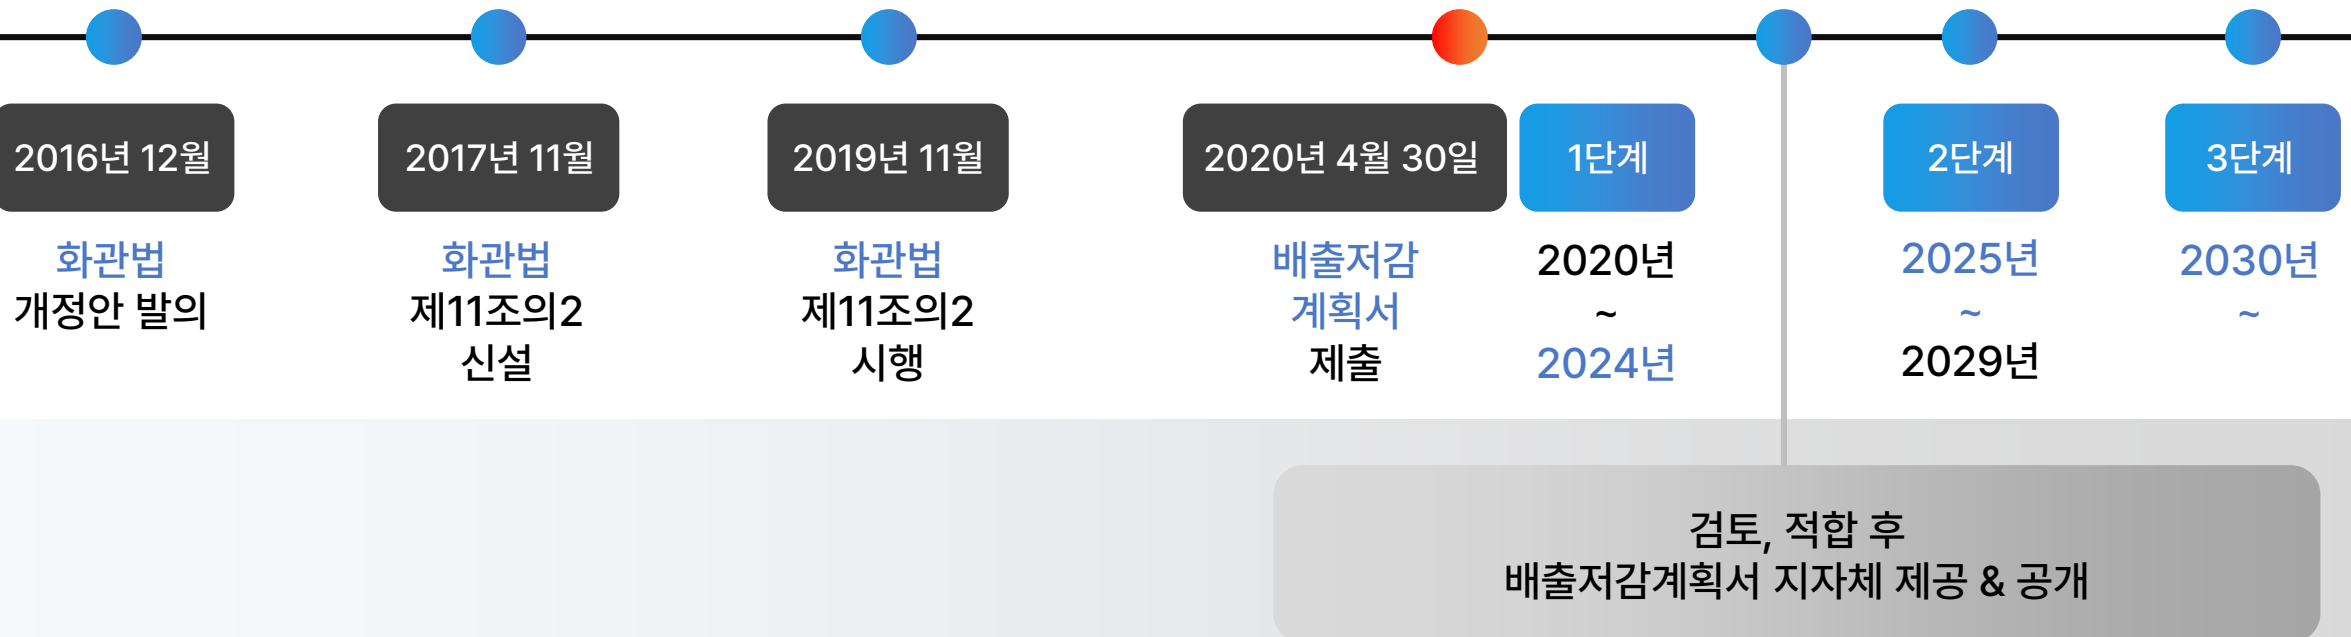 2016년 12월
화관법
개정안 발의
2017년 11월
화관법
제11조의2
신설
2019년 11월
화관법
제11조의2
시행
2020년 4월 30일
배출저감
계획서
제출
1단계
2020년
~
2024년
2단계
2025년
~
2029년
3단계
2030년
~
검토, 적합 후
배출저감계획서 지자체 제공 & 공개